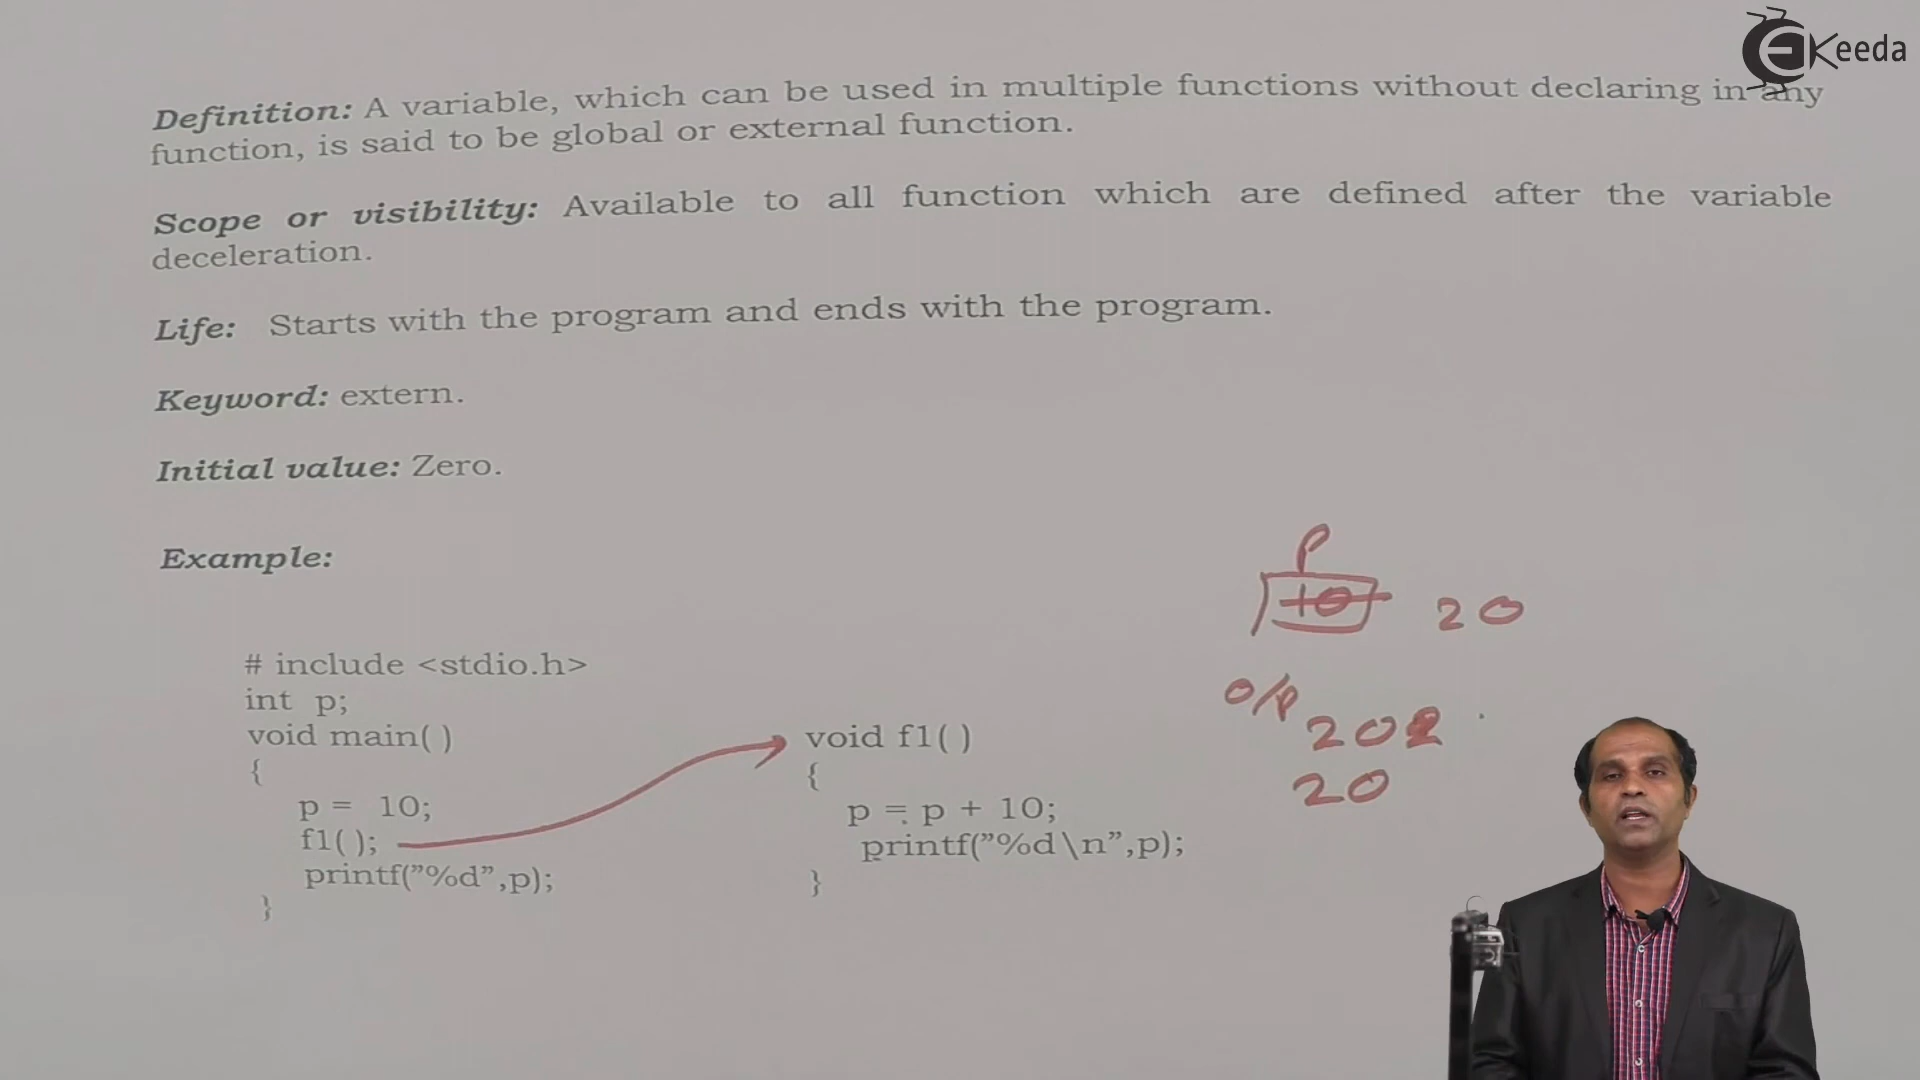 EKeeda
Definition: A variable, which can be used in multiple functions without declaring in any
function, is said to be global or external function.
Scope or visibility: Available to all function which are defined after the variable
deceleration.
Life: Starts with the program and ends with the program.
Keyword: extern.
Initial value: Zero.
Example:
p
10 20
# include <stdio.h>
int p;
void main( )
{
p = 10;
f1( );
printf("%d",p);
}
void f1( )
{
p = p + 10;
printf("%d\n",p);
}
O/P
20
20